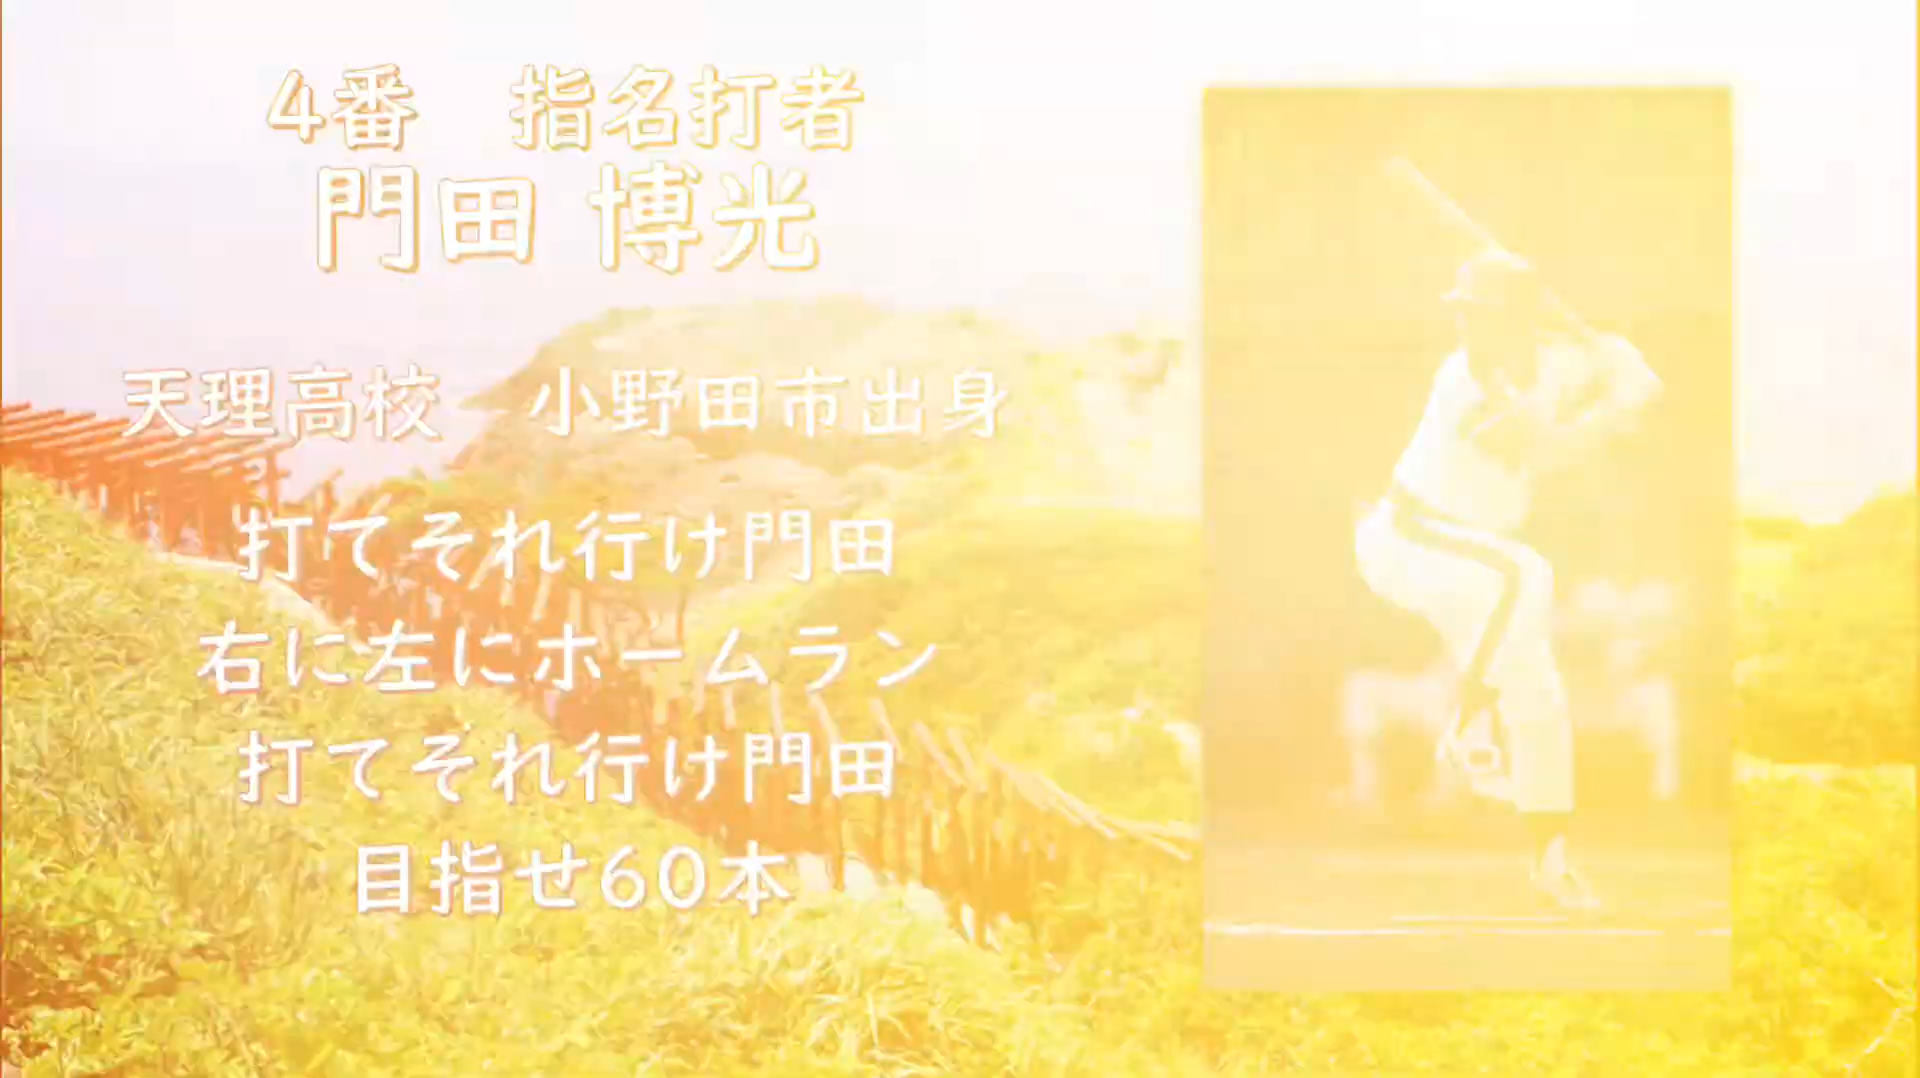 4番　指名打者
門田 博光
天理高校　小野田市出身
打てそれ行け門田
右に左にホームラン
打てそれ行け門田
目指せ60本